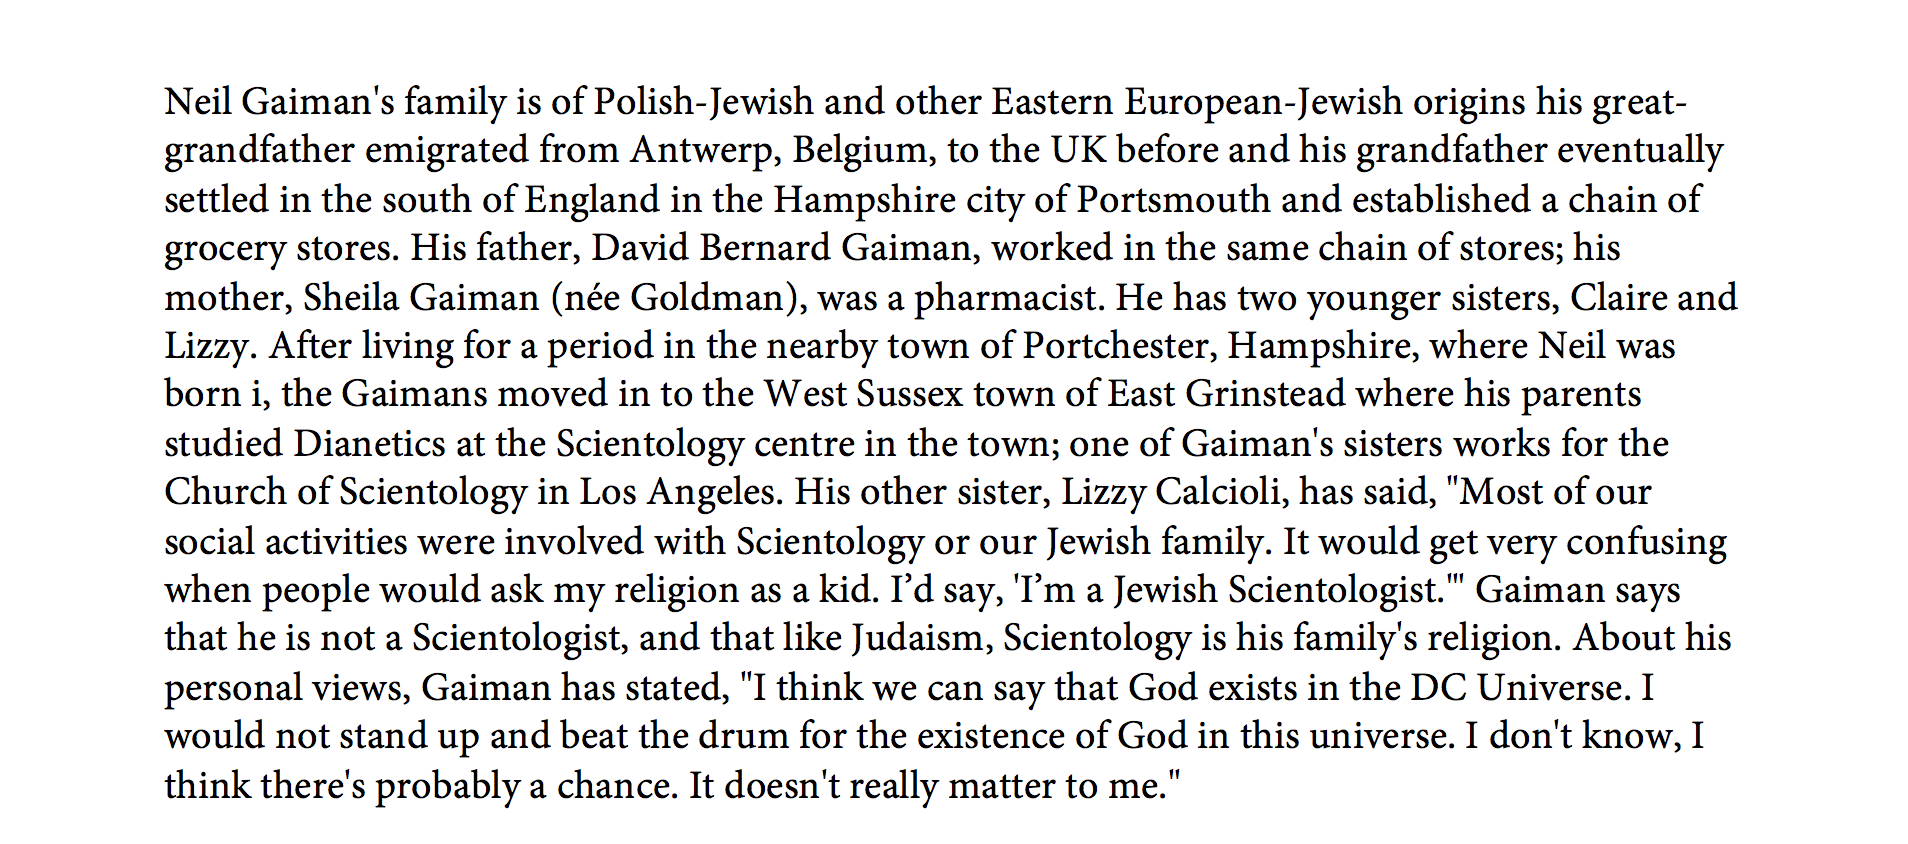 Neil Gaiman's family is of Polish-Jewish and other Eastern European-Jewish origins his great-
grandfather emigrated from Antwerp, Belgium, to the UK before and his grandfather eventually
settled in the south of England in the Hampshire city of Portsmouth and established a chain of
grocery stores. His father, David Bernard Gaiman, worked in the same chain of stores; his
mother, Sheila Gaiman (née Goldman), was a pharmacist. He has two younger sisters, Claire and
Lizzy. After living for a period in the nearby town of Portchester, Hampshire, where Neil was
born i, the Gaimans moved in to the West Sussex town of East Grinstead where his parents
studied Dianetics at the Scientology centre in the town; one of Gaiman's sisters works for the
Church of Scientology in Los Angeles. His other sister, Lizzy Calcioli, has said, "Most of our
social activities were involved with Scientology or our Jewish family. It would get very confusing
when people would ask my religion as a kid. I’d say, 'I’m a Jewish Scientologist.'" Gaiman says
that he is not a Scientologist, and that like Judaism, Scientology is his family's religion. About his
personal views, Gaiman has stated, "I think we can say that God exists in the DC Universe. I
would not stand up and beat the drum for the existence of God in this universe. I don't know, I
think there's probably a chance. It doesn't really matter to me."